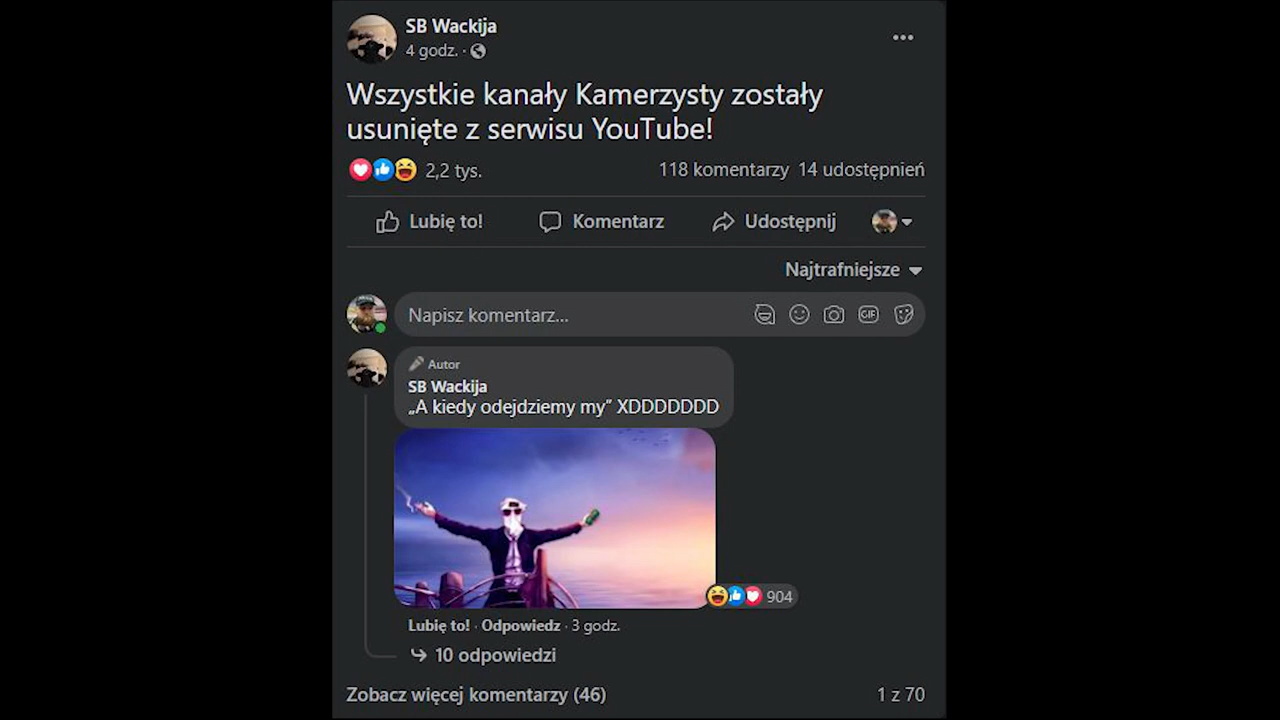 SB Wackija
4 godz. ·
Wszystkie kanały Kamerzysty zostały
usunięte z serwisu YouTube!
2,2 tys.
118 komentarzy 14 udostępnień
Lubię to!
Komentarz
Udostępnij
Najtrafniejsze
Napisz komentarz...
GIF
Autor
SB Wackija
„A kiedy odejdziemy my” XDDDDDDD
904
Lubię to! · Odpowiedz · 3 godz.
10 odpowiedzi
Zobacz więcej komentarzy (46)
1 z 70